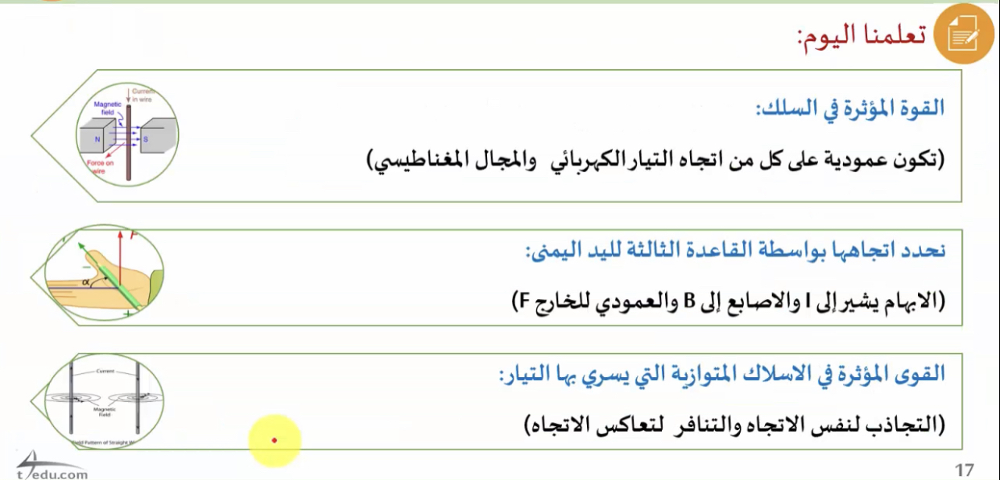 تعلمنا اليوم:
القوة المؤثرة في السلك:
(تكون عمودية على كل من اتجاه التيار الكهربائي والمجال المغناطيسي)
Current
in wire
Magnetic
field
N
S
Force on
wire
نحدد اتجاهها بواسطة القاعدة الثالثة لليد اليمنى:
(الابهام يشير إلى I والاصابع إلى B والعمودي للخارج F)
F
α
القوى المؤثرة في الاسلاك المتوازية التي يسري بها التيار:
(التجاذب لنفس الاتجاه والتنافر لتعاكس الاتجاه)
Current
Magnetic
Field
Field Pattern of Straight
t4edu.com
17